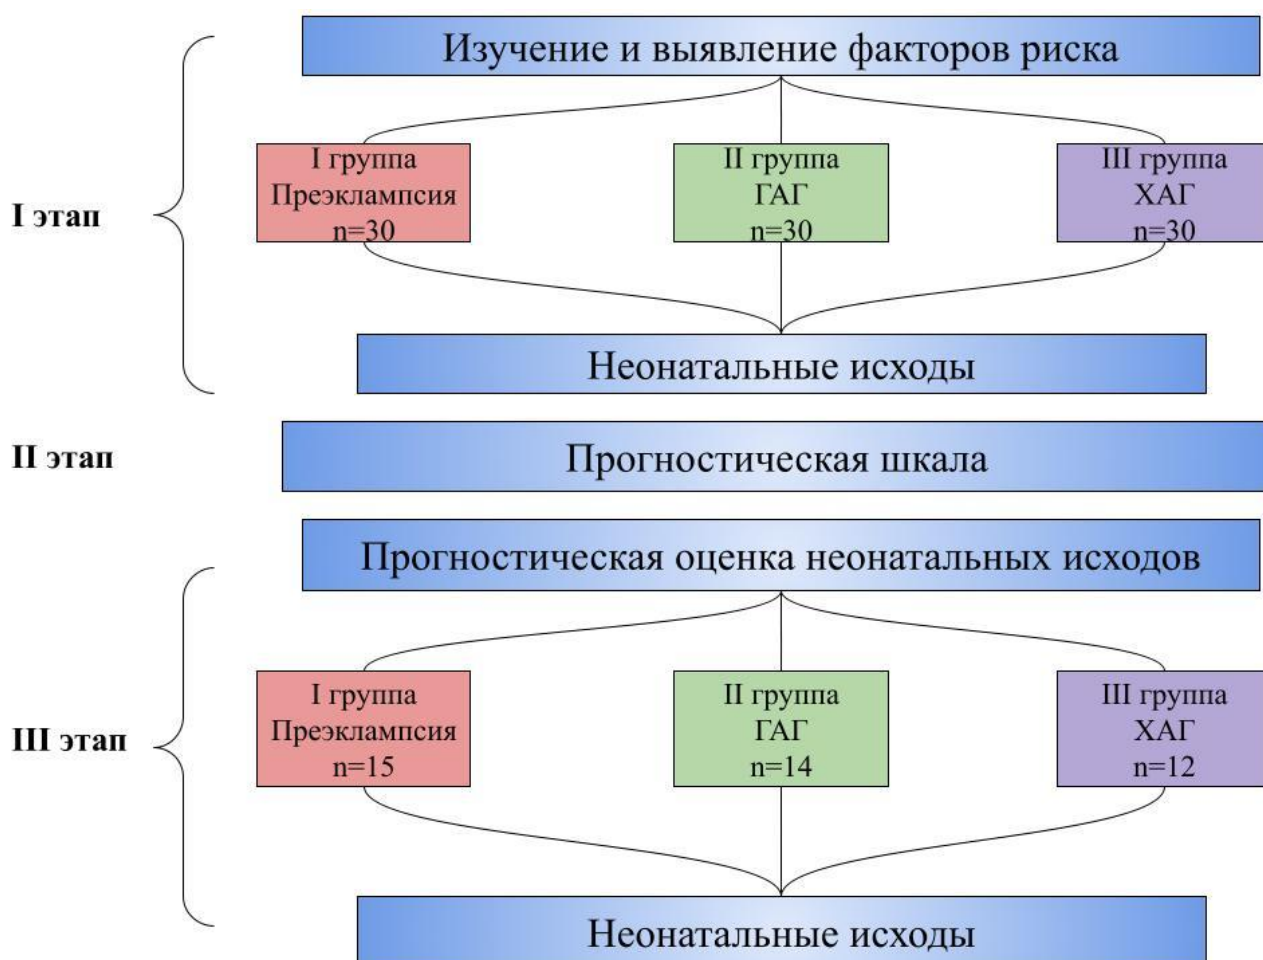 Изучение и выявление факторов риска
I этап
I группа
Преэклампсия
n=30
II группа
ГАГ
n=30
III группа
ХАГ
n=30
Неонатальные исходы
II этап
Прогностическая шкала
Прогностическая оценка неонатальных исходов
III этап
I группа
Преэклампсия
n=15
II группа
ГАГ
n=14
III группа
ХАГ
n=12
Неонатальные исходы